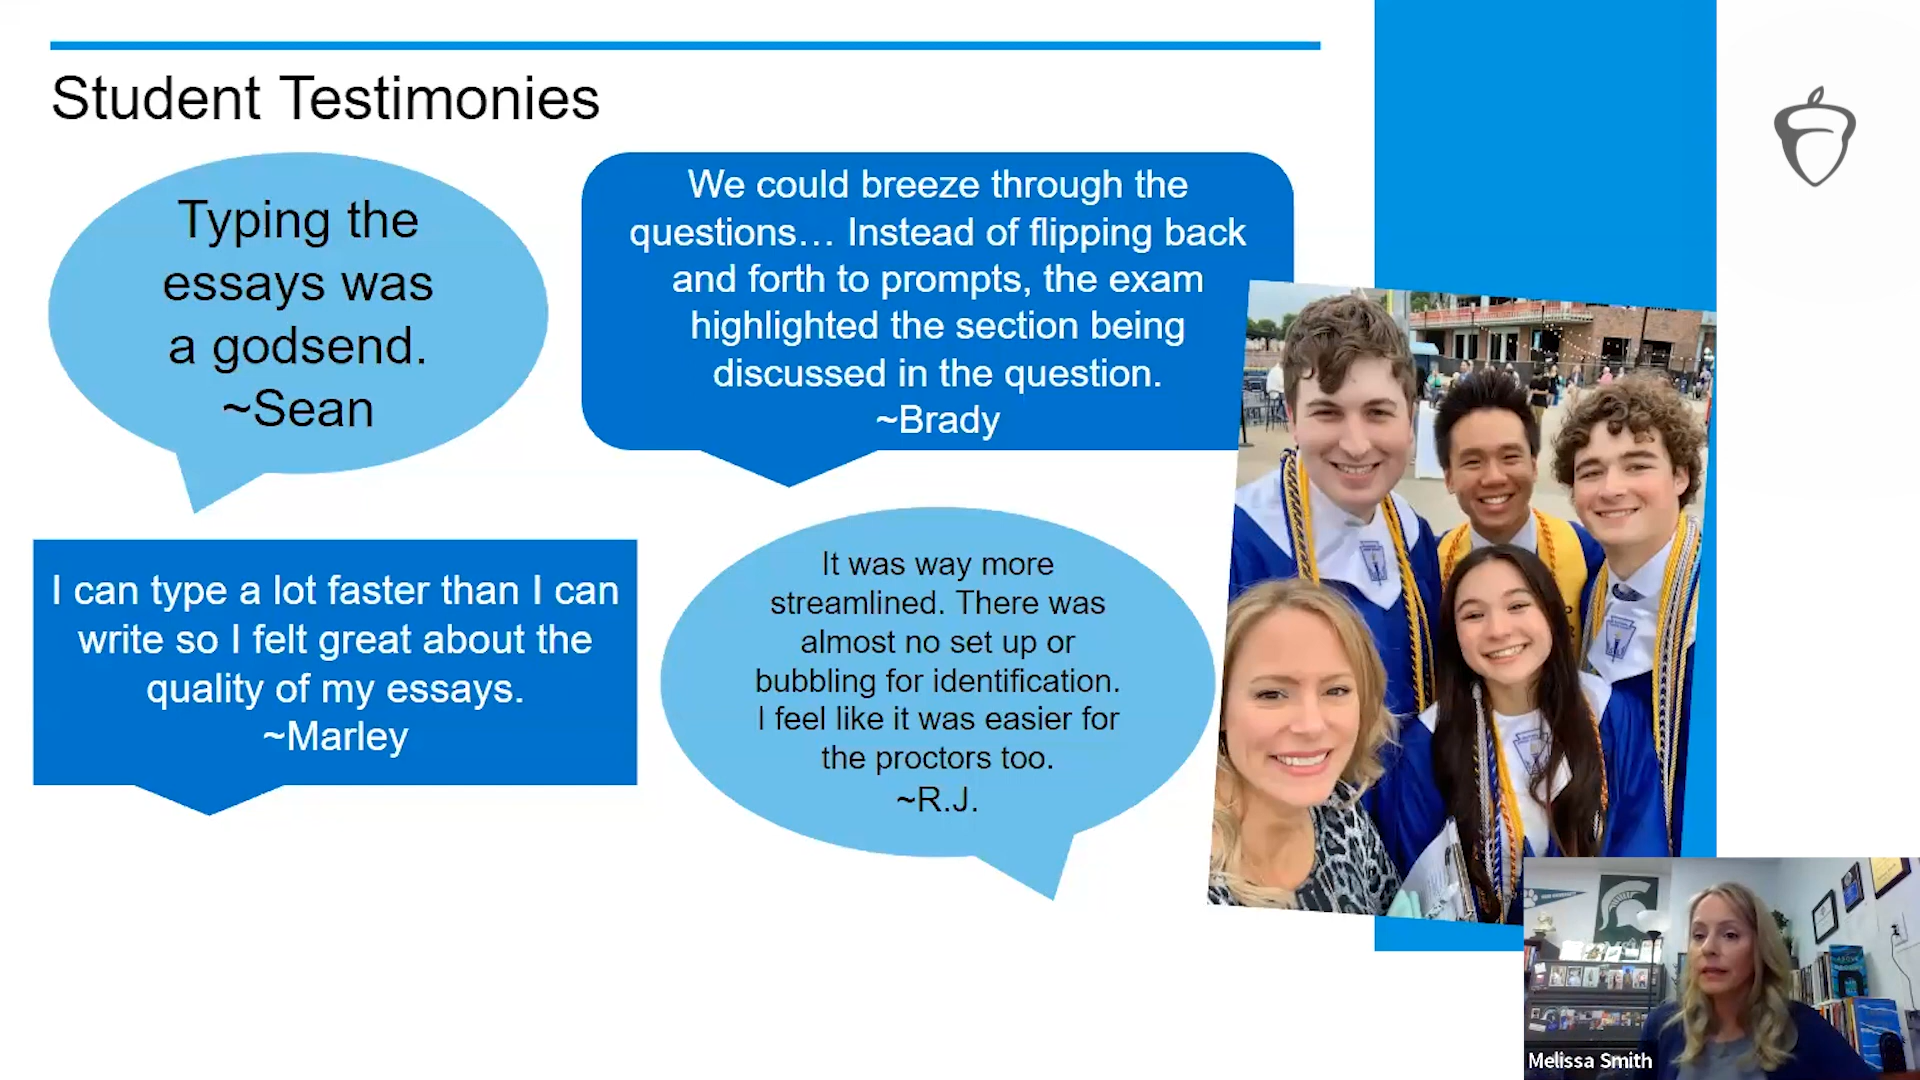 Student Testimonies
Typing the
essays was
a godsend.
~Sean
We could breeze through the
questions… Instead of flipping back
and forth to prompts, the exam
highlighted the section being
discussed in the question.
~Brady
I can type a lot faster than I can
write so I felt great about the
quality of my essays.
~Marley
It was way more
streamlined. There was
almost no set up or
bubbling for identification.
I feel like it was easier for
the proctors too.
~R.J.
Melissa Smith